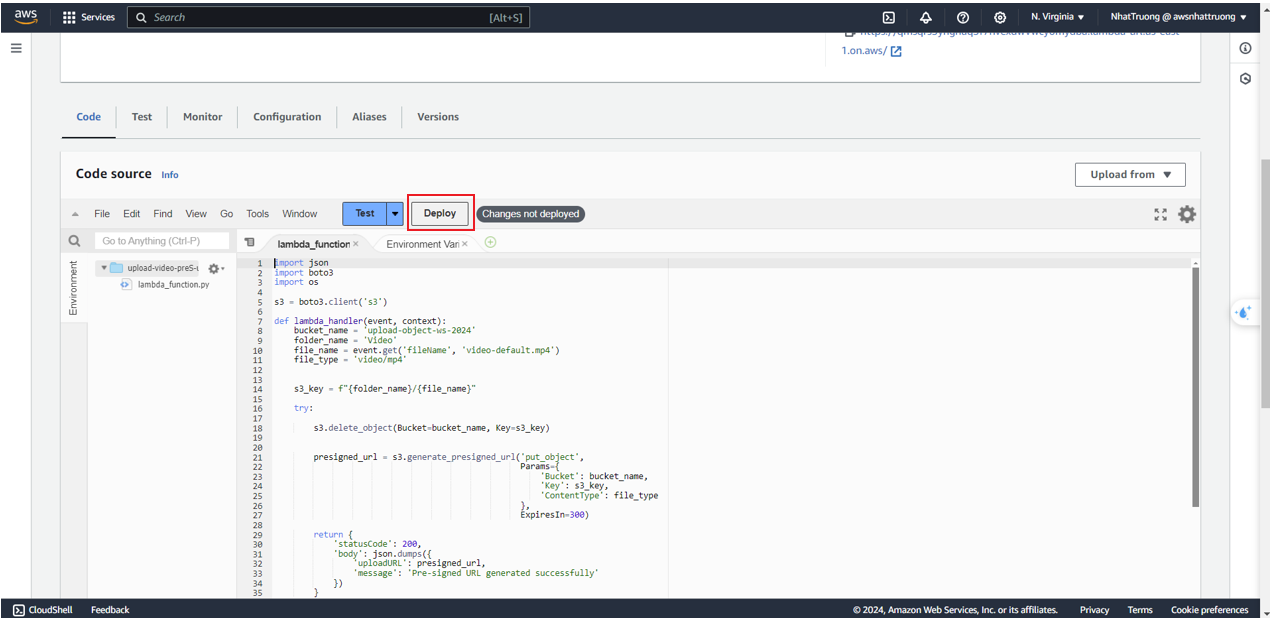 aws Services Search [Alt+S] N. Virginia NhatTruong @ awsnhattruong
1.on.aws/
Code Test Monitor Configuration Aliases Versions
Code source Info Upload from
File Edit Find View Go Tools Window Test Deploy Changes not deployed
Go to Anything (Ctrl-P) lambda_function Environment Vari
Environment
upload-video-preS-u
lambda_function.py
1 import json
2 import boto3
3 import os
4
5 s3 = boto3.client('s3')
6
7 def lambda_handler(event, context):
8 bucket_name = 'upload-object-ws-2024'
9 folder_name = 'Video'
10 file_name = event.get('fileName', 'video-default.mp4')
11 file_type = 'video/mp4'
12
13
14 s3_key = f"{folder_name}/{file_name}"
15
16 try:
17
18 s3.delete_object(Bucket=bucket_name, Key=s3_key)
19
20
21 presigned_url = s3.generate_presigned_url('put_object',
22 Params={
23 'Bucket': bucket_name,
24 'Key': s3_key,
25 'ContentType': file_type
26 },
27 ExpiresIn=300)
28
29 return {
30 'statusCode': 200,
31 'body': json.dumps({
32 'uploadURL': presigned_url,
33 'message': 'Pre-signed URL generated successfully'
34 })
35 }
CloudShell Feedback © 2024, Amazon Web Services, Inc. or its affiliates. Privacy Terms Cookie preferences